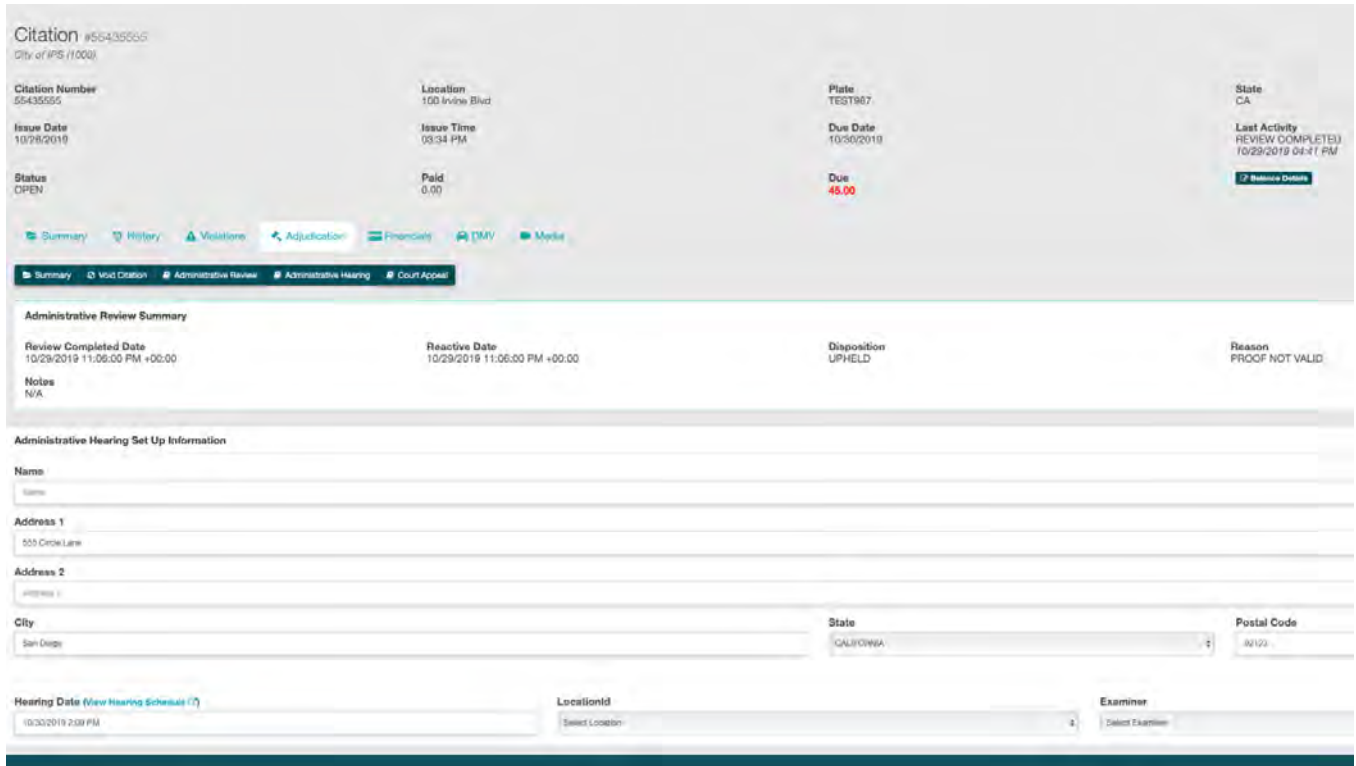 Citation #55435555
City of IPS (1000)
Citation Number
55435555
Location
100 Irvine Blvd
Plate
TEST967
State
CA
Issue Date
10/28/2019
Issue Time
03:34 PM
Due Date
10/30/2019
Last Activity
REVIEW COMPLETED
10/29/2019 04:41 PM
Status
OPEN
Paid
0.00
Due
45.00
Balance Details
Summary History Violations Adjudication Financials DMV Media
Summary Void Citation Administrative Review Administrative Hearing Court Appeal
Administrative Review Summary
Review Completed Date
10/29/2019 11:06:00 PM +00:00
Reactive Date
10/29/2019 11:06:00 PM +00:00
Disposition
UPHELD
Reason
PROOF NOT VALID
Notes
N/A
Administrative Hearing Set Up Information
Name
Name
Address 1
555 Circle Lane
Address 2
Address 2
City
San Diego
State
CALIFORNIA
Postal Code
92123
Hearing Date (View Hearing Schedule)
10/30/2019 2:09 PM
LocationId
Select Location
Examiner
Select Examiner